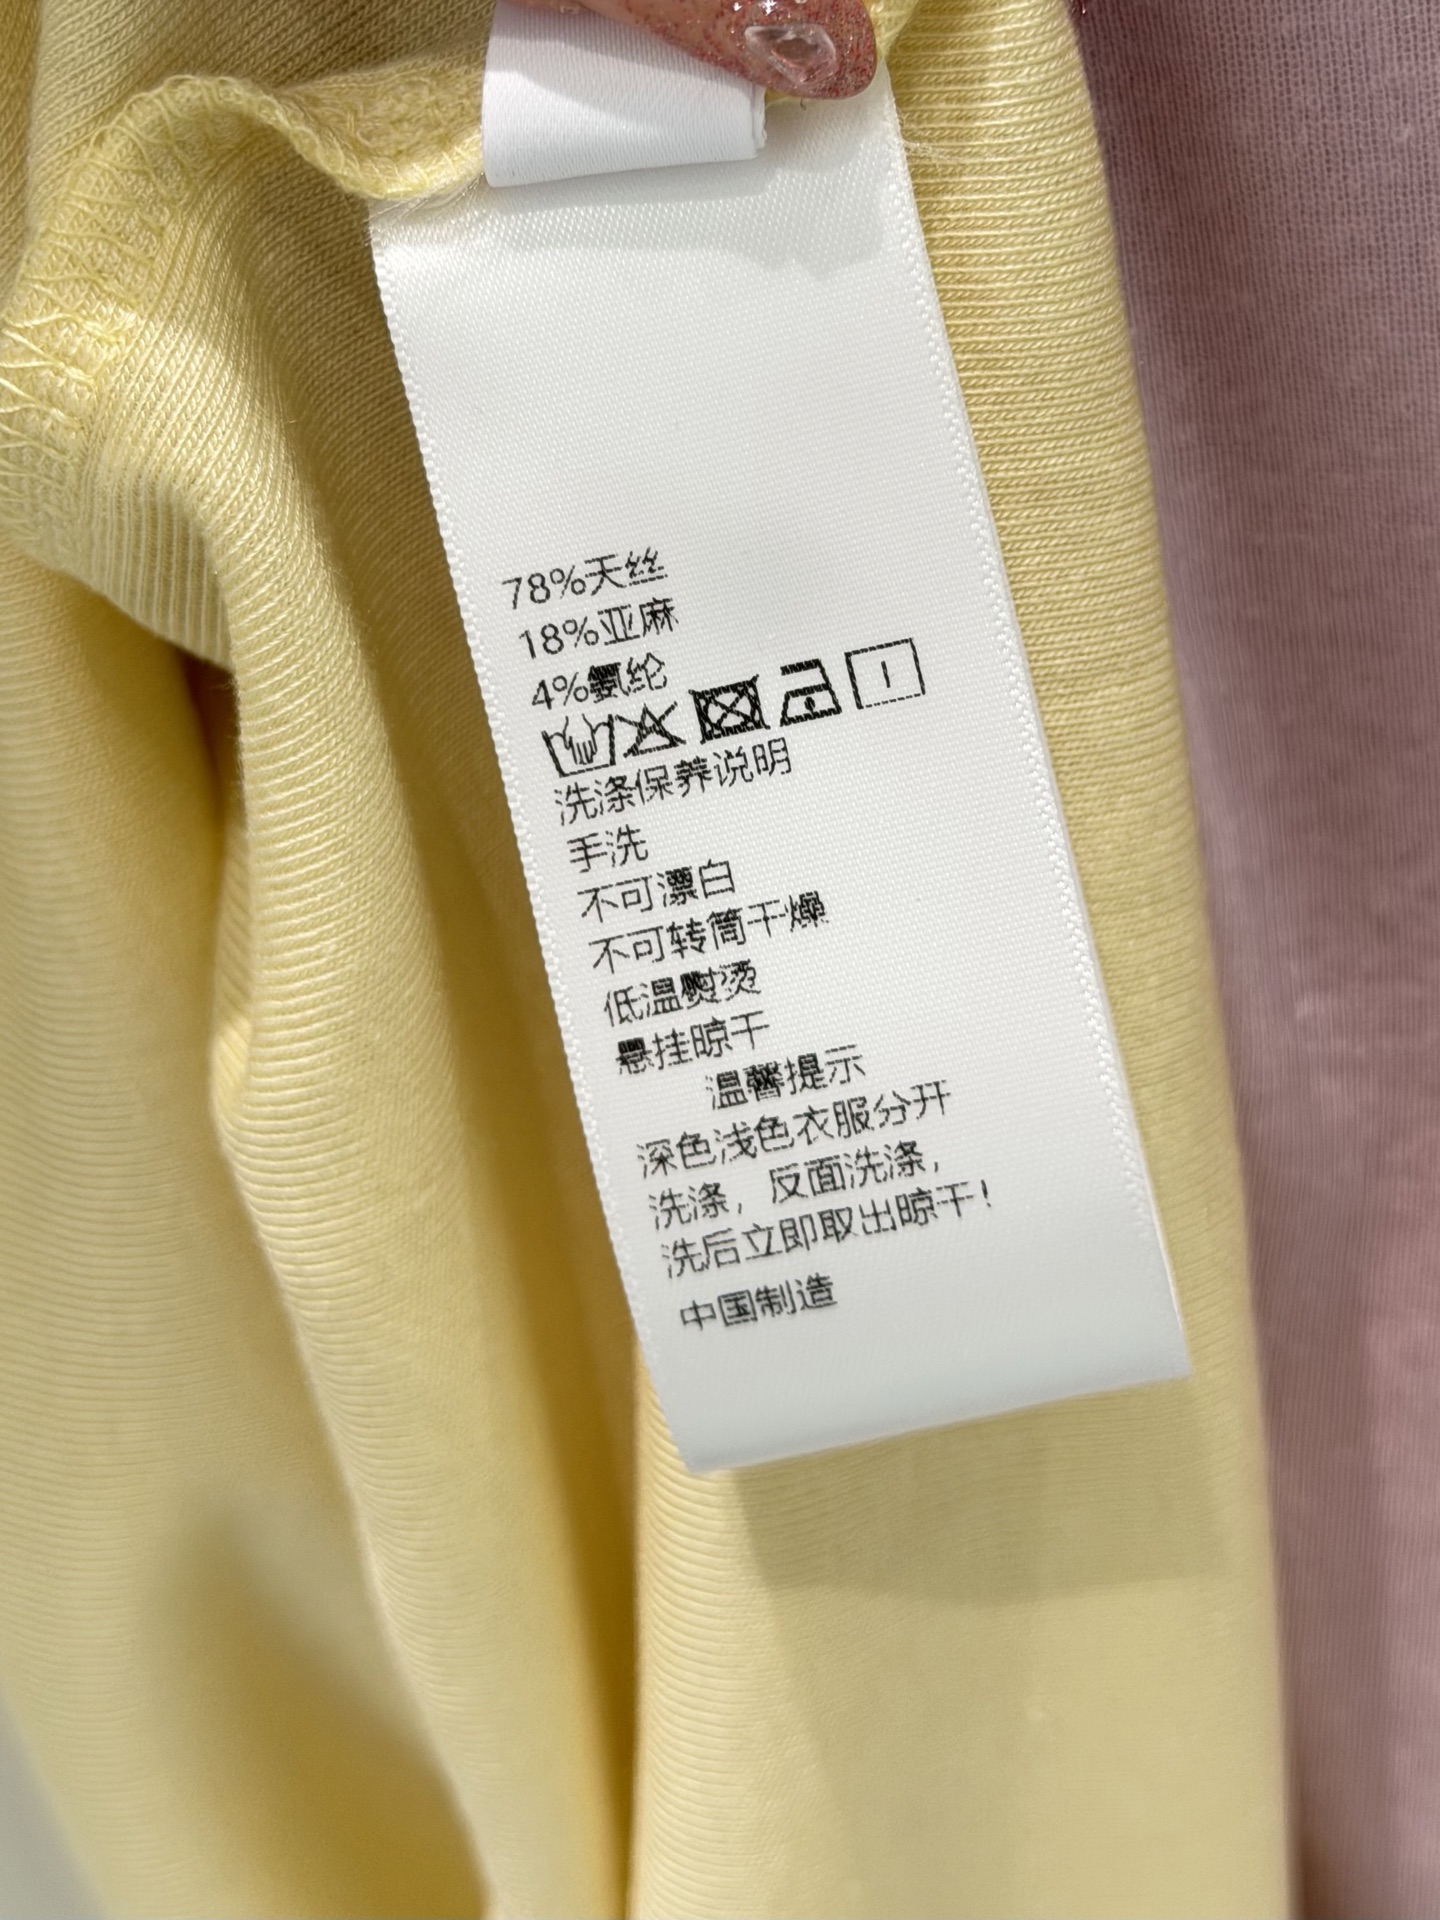 78%天丝
18%亚麻
4%氨纶
洗涤保养说明
手洗
不可漂白
不可转筒干燥
低温熨烫
悬挂晾干
温馨提示
深色浅色衣服分开
洗涤，反面洗涤，
洗后立即取出晾干！
中国制造